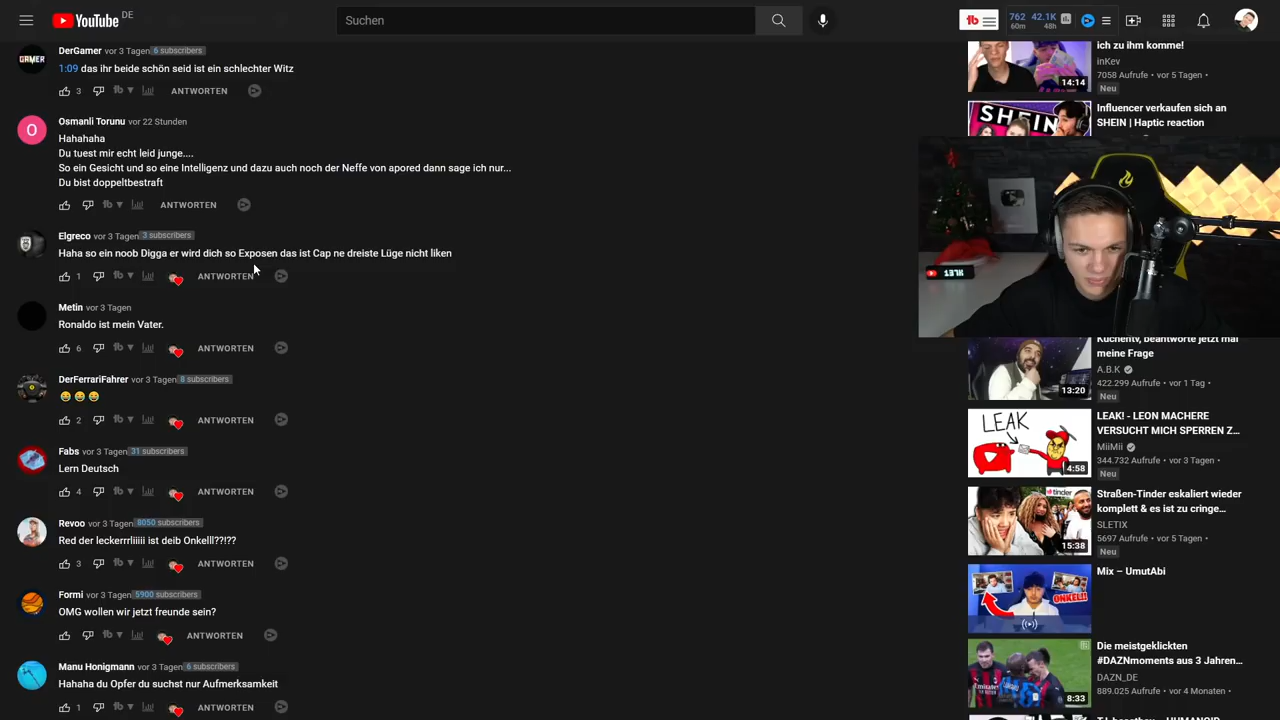 YouTube DE
Suchen
762 42.1K
60m 48h
DerGamer vor 3 Tagen 6 subscribers
1:09 das ihr beide schön seid ist ein schlechter Witz
3 ANTWORTEN
Osmanli Torunu vor 22 Stunden
Hahahaha
Du tuest mir echt leid junge....
So ein Gesicht und so eine Intelligenz und dazu auch noch der Neffe von apored dann sage ich nur...
Du bist doppeltbestraft
ANTWORTEN
Elgreco vor 3 Tagen 3 subscribers
Haha so ein noob Digga er wird dich so Exposen das ist Cap ne dreiste Lüge nicht liken
1 ANTWORTEN
Metin vor 3 Tagen
Ronaldo ist mein Vater.
6 ANTWORTEN
DerFerrariFahrer vor 3 Tagen 8 subscribers
😂😂😂
2 ANTWORTEN
Fabs vor 3 Tagen 31 subscribers
Lern Deutsch
4 ANTWORTEN
Revoo vor 3 Tagen 8050 subscribers
Red der leckerrrliiiiii ist deib Onkelll??!??
3 ANTWORTEN
Formi vor 3 Tagen 5900 subscribers
OMG wollen wir jetzt freunde sein?
ANTWORTEN
Manu Honigmann vor 3 Tagen 6 subscribers
Hahaha du Opfer du suchst nur Aufmerksamkeit
1 ANTWORTEN
ich zu ihm komme!
inKev
7058 Aufrufe • vor 5 Tagen •
Neu
14:14
Influencer verkaufen sich an
SHEIN | Haptic reaction
SHEIN
137K
KuchenTV, beantworte jetzt mal
meine Frage
A.B.K
422.299 Aufrufe • vor 1 Tag •
Neu
13:20
LEAK! - LEON MACHERE
VERSUCHT MICH SPERREN Z...
MiiMii
344.732 Aufrufe • vor 3 Tagen •
Neu
LEAK
4:58
Straßen-Tinder eskaliert wieder
komplett & es ist zu cringe...
SLETIX
5697 Aufrufe • vor 5 Tagen •
Neu
tinder
15:38
Mix – UmutAbi
ONKEL!!
Die meistgeklickten
#DAZNmoments aus 3 Jahren...
DAZN_DE
889.025 Aufrufe • vor 4 Monaten •
8:33